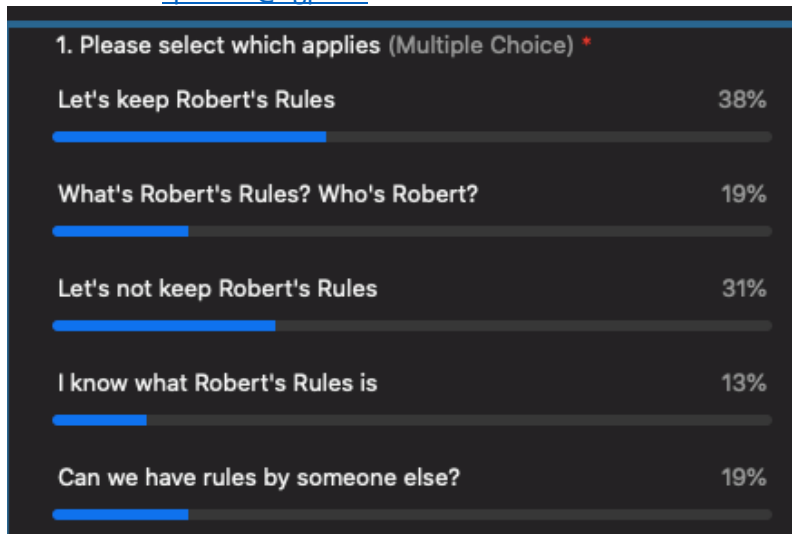 1. Please select which applies (Multiple Choice) *
Let's keep Robert's Rules 38%
What's Robert's Rules? Who's Robert? 19%
Let's not keep Robert's Rules 31%
I know what Robert's Rules is 13%
Can we have rules by someone else? 19%